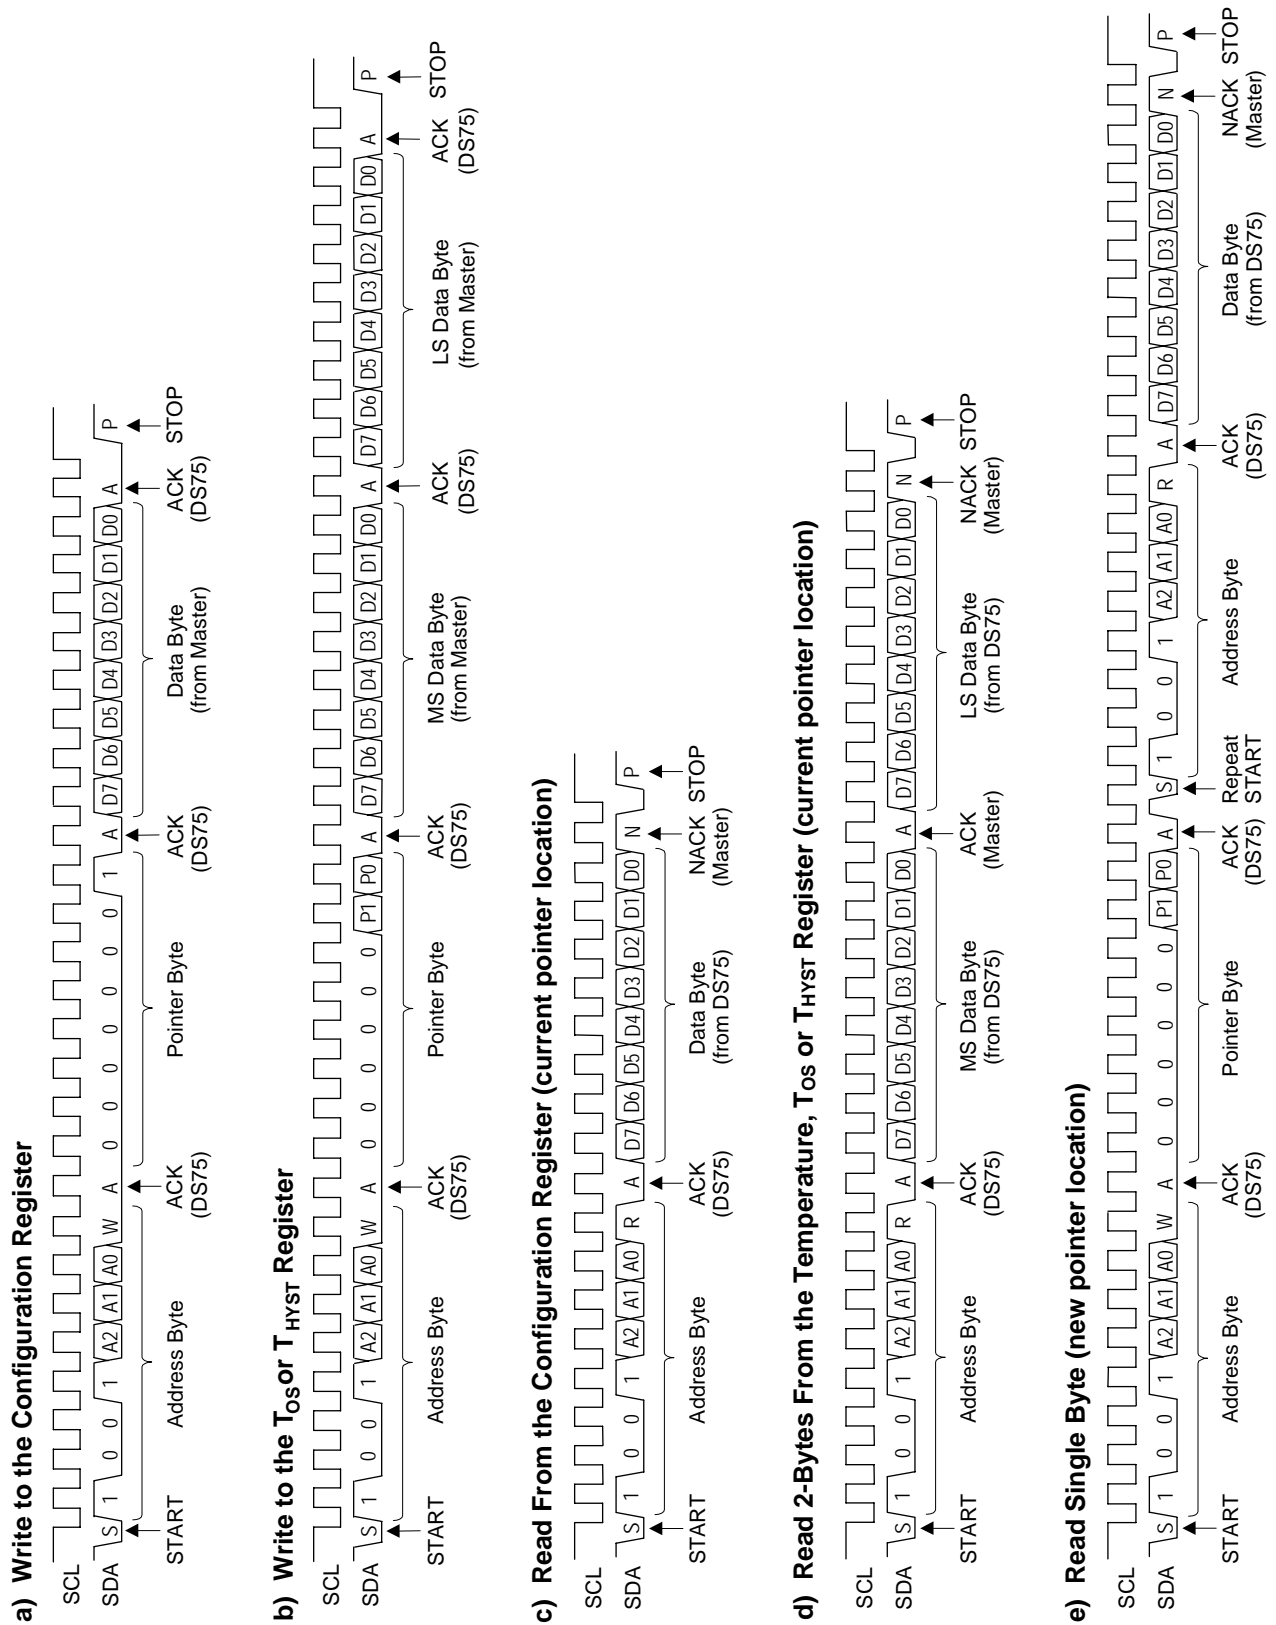 a) Write to the Configuration Register
SCL
SDA S 1 0 0 1 A2 A1 A0 W A 0 0 0 0 0 0 0 1 A D7 D6 D5 D4 D3 D2 D1 D0 A P
START Address Byte ACK (DS75) Pointer Byte ACK (DS75) Data Byte (from Master) ACK (DS75) STOP
b) Write to the TOS or THYST Register
SCL
SDA S 1 0 0 1 A2 A1 A0 W A 0 0 0 0 0 0 P1 P0 A D7 D6 D5 D4 D3 D2 D1 D0 A D7 D6 D5 D4 D3 D2 D1 D0 A P
START Address Byte ACK (DS75) Pointer Byte ACK (DS75) MS Data Byte (from Master) ACK (DS75) LS Data Byte (from Master) ACK (DS75) STOP
c) Read From the Configuration Register (current pointer location)
SCL
SDA S 1 0 0 1 A2 A1 A0 R A D7 D6 D5 D4 D3 D2 D1 D0 N P
START Address Byte ACK (DS75) Data Byte (from DS75) NACK (Master) STOP
d) Read 2-Bytes From the Temperature, TOS or THYST Register (current pointer location)
SCL
SDA S 1 0 0 1 A2 A1 A0 R A D7 D6 D5 D4 D3 D2 D1 D0 A D7 D6 D5 D4 D3 D2 D1 D0 N P
START Address Byte ACK (DS75) MS Data Byte (from DS75) ACK (Master) LS Data Byte (from DS75) NACK (Master) STOP
e) Read Single Byte (new pointer location)
SCL
SDA S 1 0 0 1 A2 A1 A0 W A 0 0 0 0 0 0 P1 P0 A S 1 0 0 1 A2 A1 A0 R A D7 D6 D5 D4 D3 D2 D1 D0 N P
START Address Byte ACK (DS75) Pointer Byte ACK (DS75) Repeat START Address Byte ACK (DS75) Data Byte (from DS75) NACK (Master) STOP